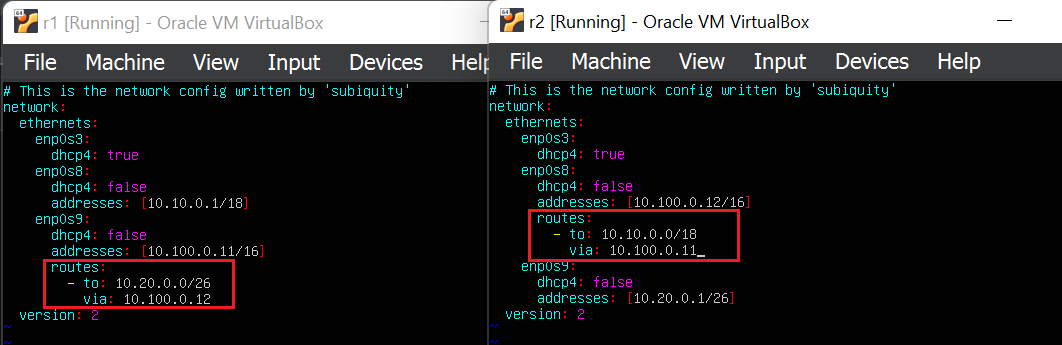 r1 [Running] - Oracle VM VirtualBox
File Machine View Input Devices Help
# This is the network config written by 'subiquity'
network:
  ethernets:
    enp0s3:
      dhcp4: true
    enp0s8:
      dhcp4: false
      addresses: [10.10.0.1/18]
    enp0s9:
      dhcp4: false
      addresses: [10.100.0.11/16]
      routes:
        - to: 10.20.0.0/26
          via: 10.100.0.12
  version: 2
~
r2 [Running] - Oracle VM VirtualBox
File Machine View Input Devices Help
# This is the network config written by 'subiquity'
network:
  ethernets:
    enp0s3:
      dhcp4: true
    enp0s8:
      dhcp4: false
      addresses: [10.100.0.12/16]
      routes:
        - to: 10.10.0.0/18
          via: 10.100.0.11
    enp0s9:
      dhcp4: false
      addresses: [10.20.0.1/26]
  version: 2
~